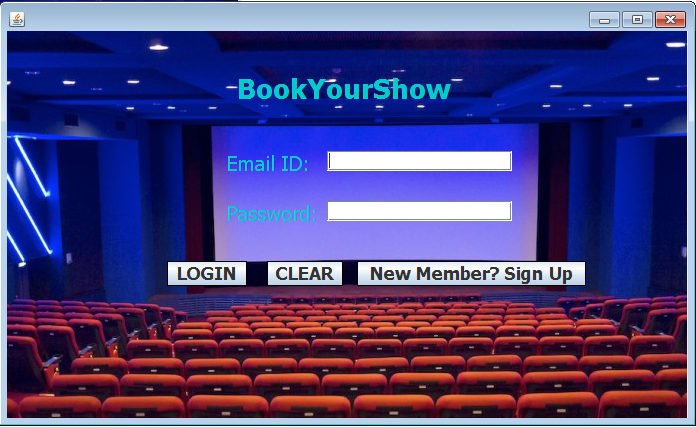 BookYourShow
Email ID:
Password:
LOGIN CLEAR New Member? Sign Up